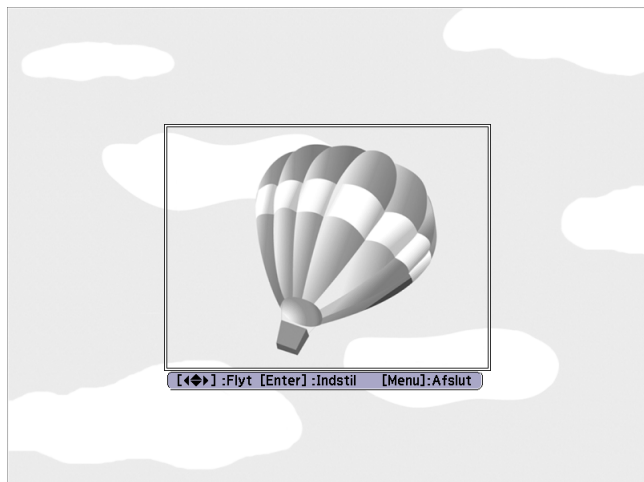 [◀◆▶] :Flyt [Enter] :Indstil [Menu]:Afslut